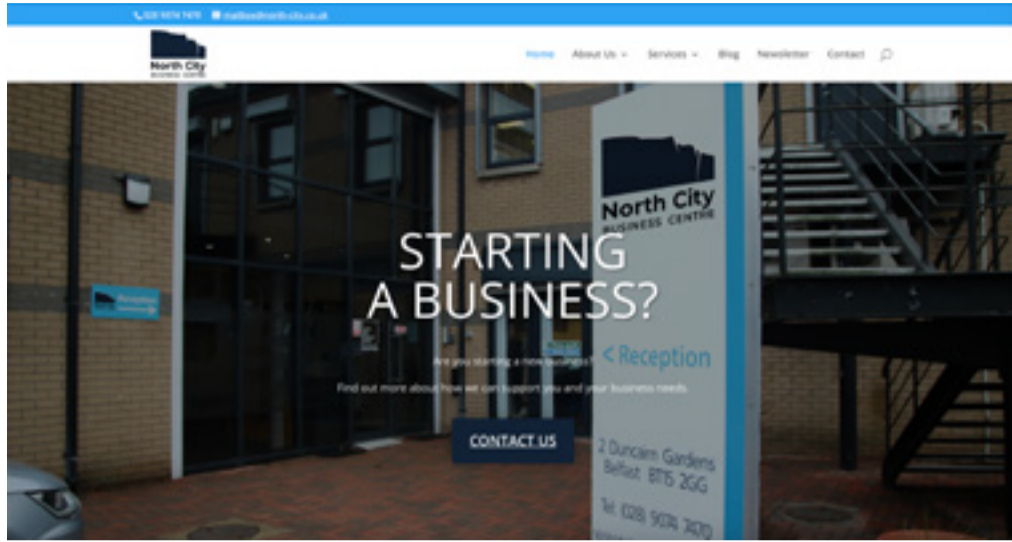 028 9074 7470 mailbox@north-city.co.uk
North City
BUSINESS CENTRE
Home About Us Services Blog Newsletter Contact
North City
BUSINESS CENTRE
STARTING
A BUSINESS?
Reception
Are you starting a new business?
< Reception
Find out more about how we can support you and your business needs.
CONTACT US
2 Duncairn Gardens
Belfast BT15 2GG
Tel: (028) 9074 7470